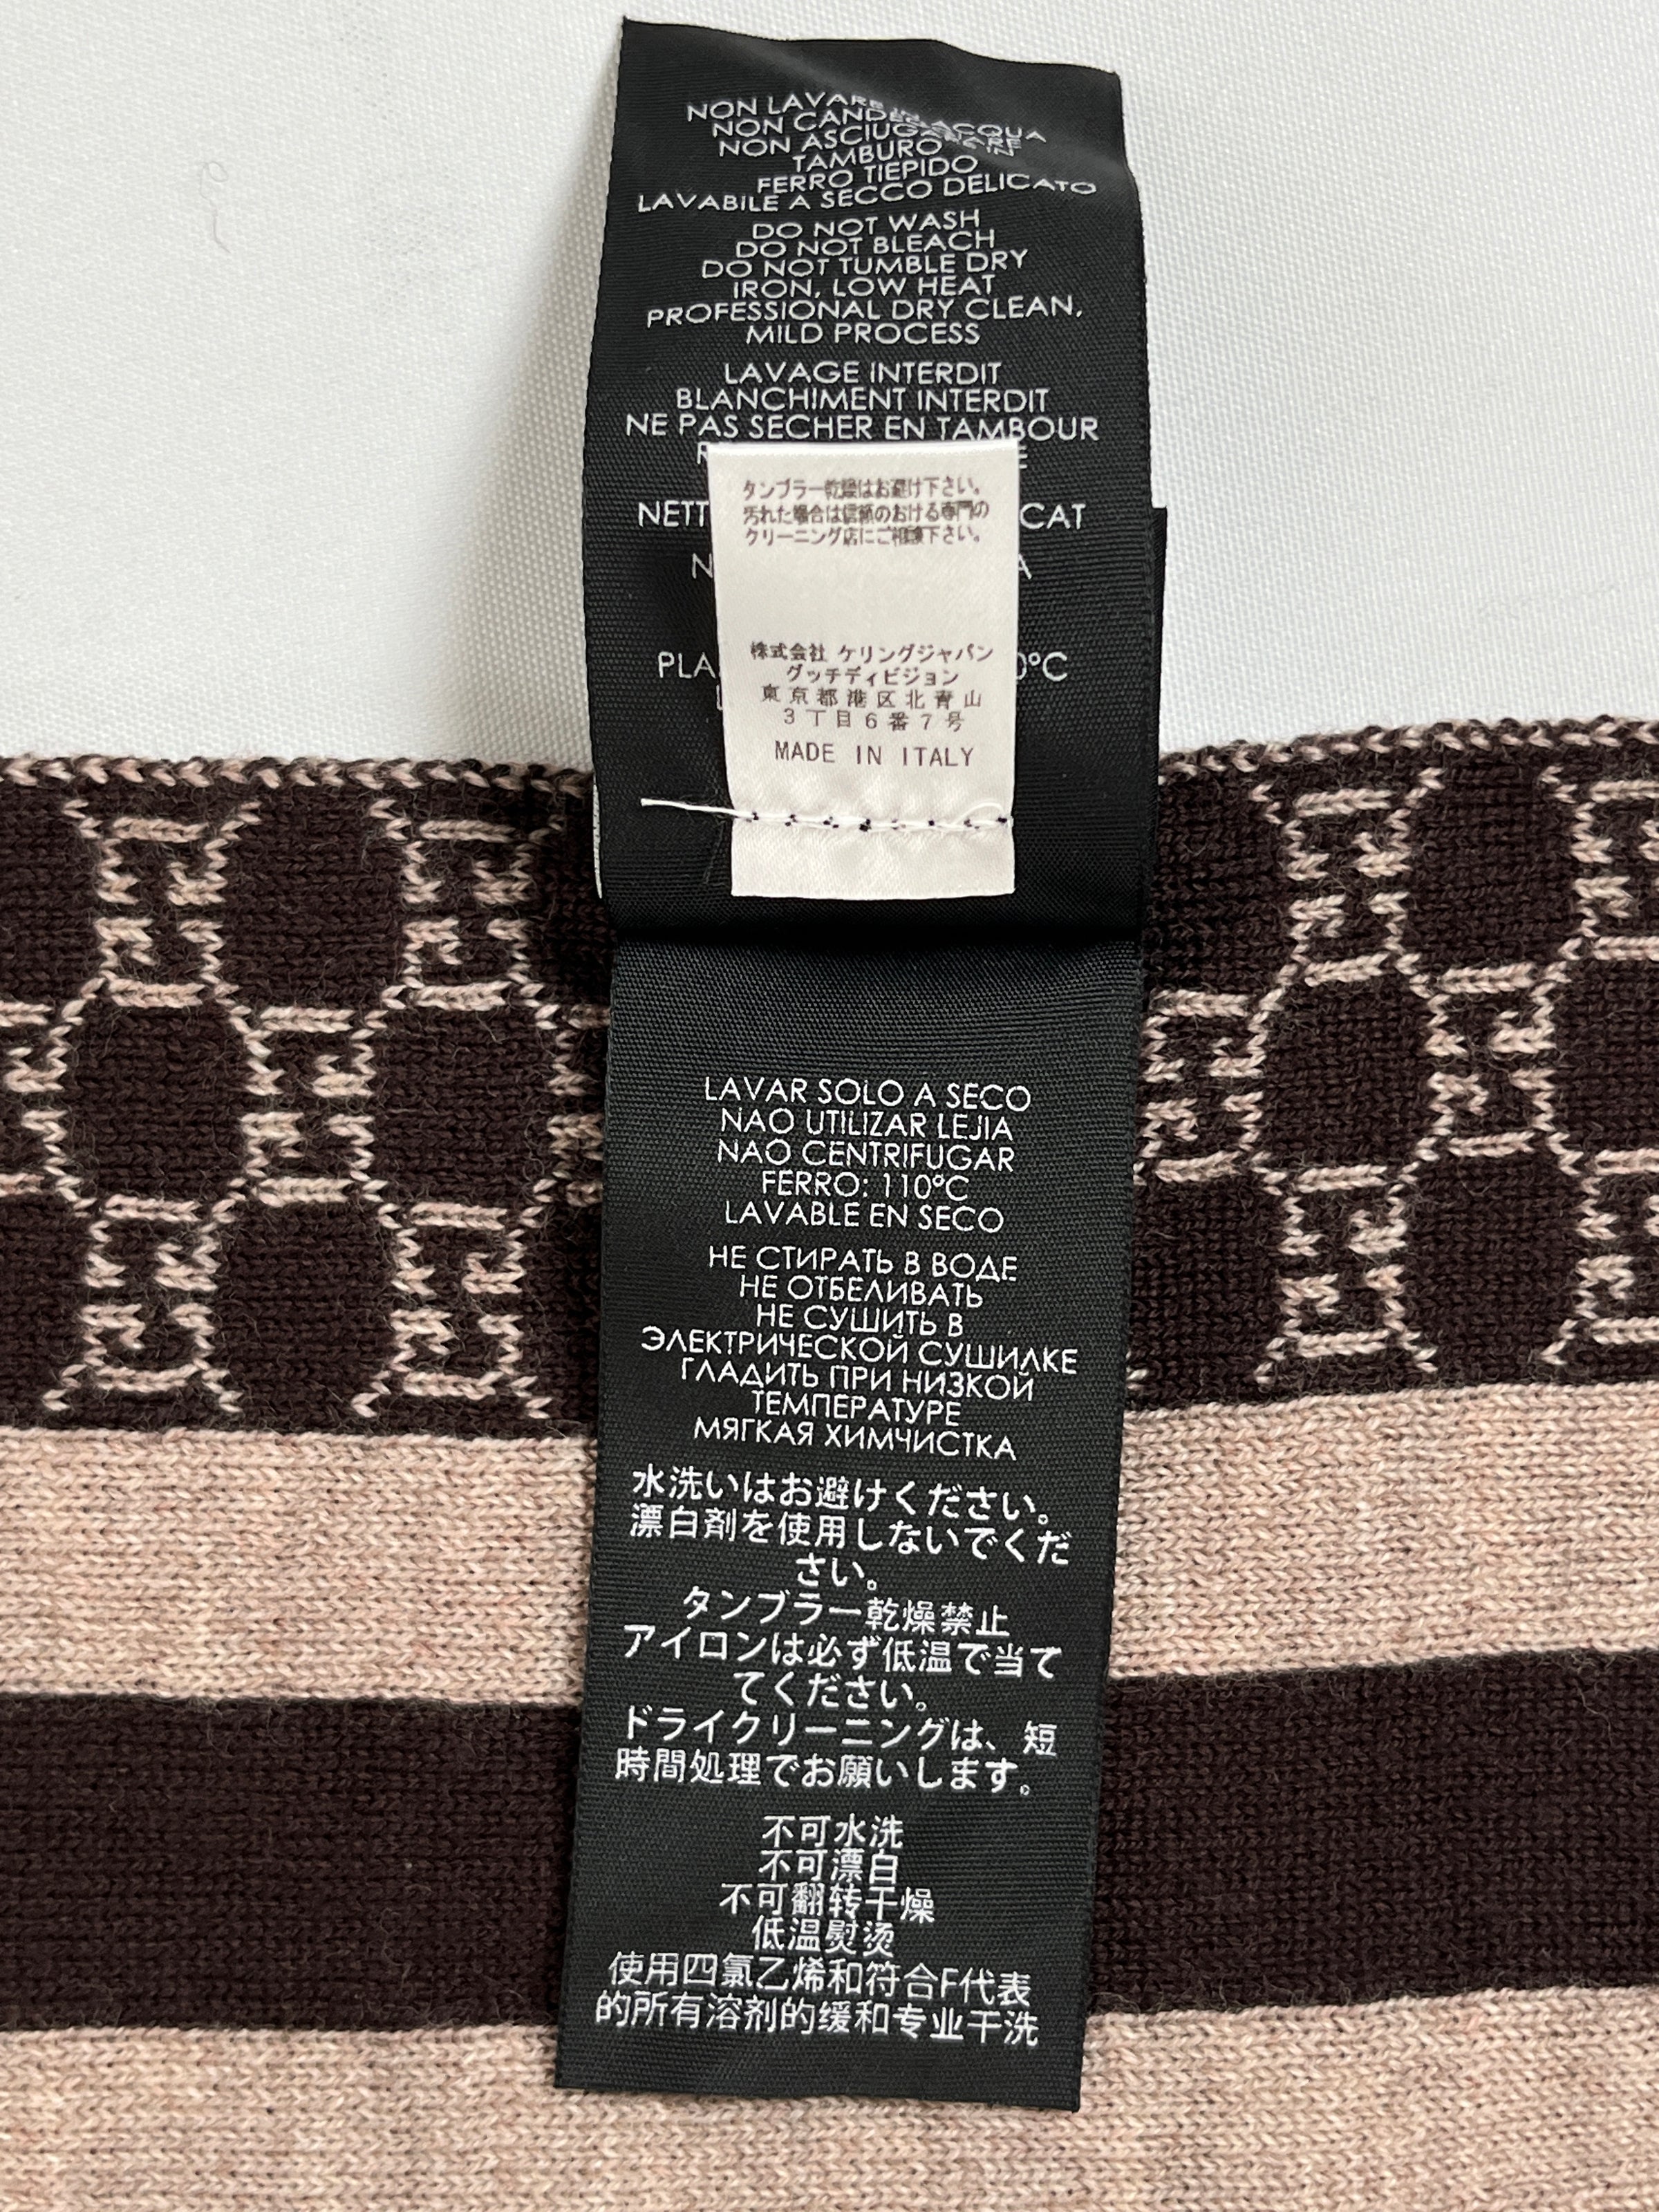 NON LAVARE IN ACQUA
NON CANDEGGIARE
NON ASCIUGARE IN
TAMBURO
FERRO TIEPIDO
LAVABILE A SECCO DELICATO
DO NOT WASH
DO NOT BLEACH
DO NOT TUMBLE DRY
IRON, LOW HEAT
PROFESSIONAL DRY CLEAN,
MILD PROCESS
LAVAGE INTERDIT
BLANCHIMENT INTERDIT
NE PAS SECHER EN TAMBOUR
タンブラー乾燥はお避け下さい。
汚れた場合は信頼のおける専門の
クリーニング店にご相談下さい。
株式会社 ケリングジャパン
グッチディビジョン
東京都港区北青山
3丁目6番7号
MADE IN ITALY
LAVAR SOLO A SECO
NAO UTILIZAR LEJIA
NAO CENTRIFUGAR
FERRO: 110°C
LAVABLE EN SECO
НЕ СТИРАТЬ В ВОДЕ
НЕ ОТБЕЛИВАТЬ
НЕ СУШИТЬ В
ЭЛЕКТРИЧЕСКОЙ СУШИЛКЕ
ГЛАДИТЬ ПРИ НИЗКОЙ
ТЕМПЕРАТУРЕ
МЯГКАЯ ХИМЧИСТКА
水洗いはお避けください。
漂白剤を使用しないでくだ
さい。
タンブラー乾燥禁止
アイロンは必ず低温で当て
てください。
ドライクリーニングは、短
時間処理でお願いします。
不可水洗
不可漂白
不可翻转干燥
低温熨烫
使用四氯乙烯和符合F代表
的所有溶剂的缓和专业干洗